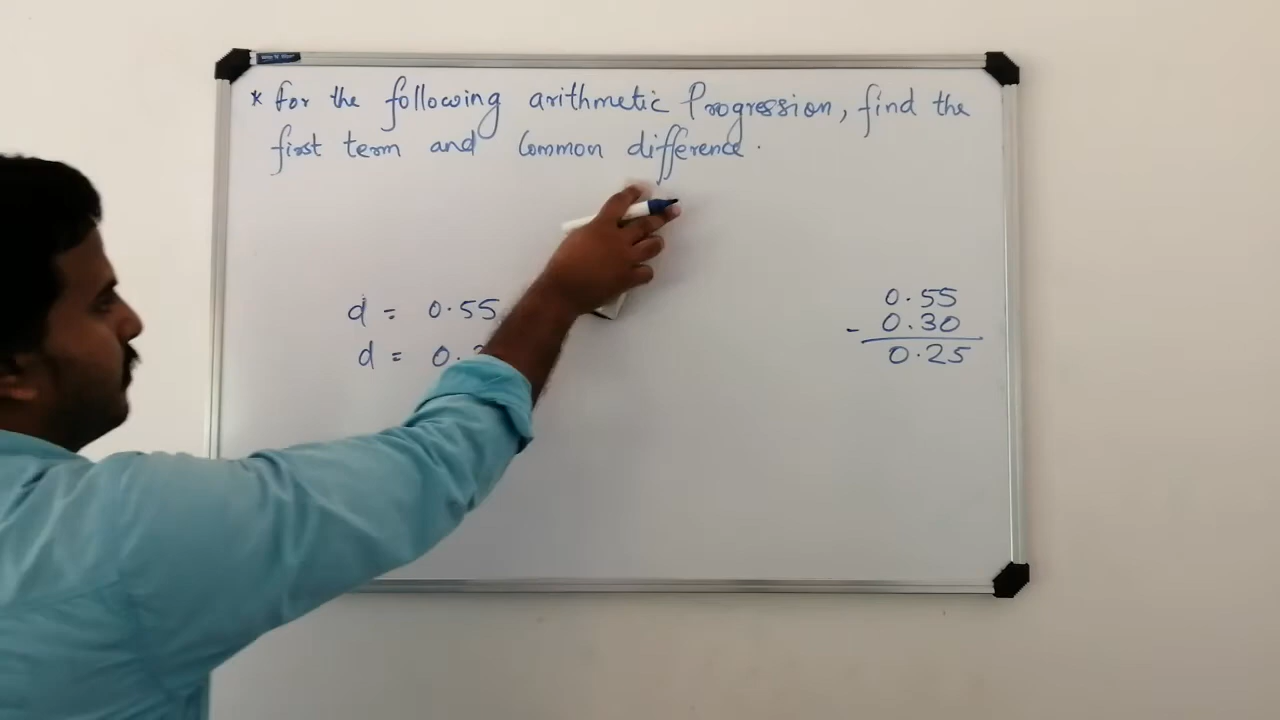 * For the following arithmetic Progression, find the
first term and Common difference.
d = 0.55
d = 0.
0.55
- 0.30
0.25